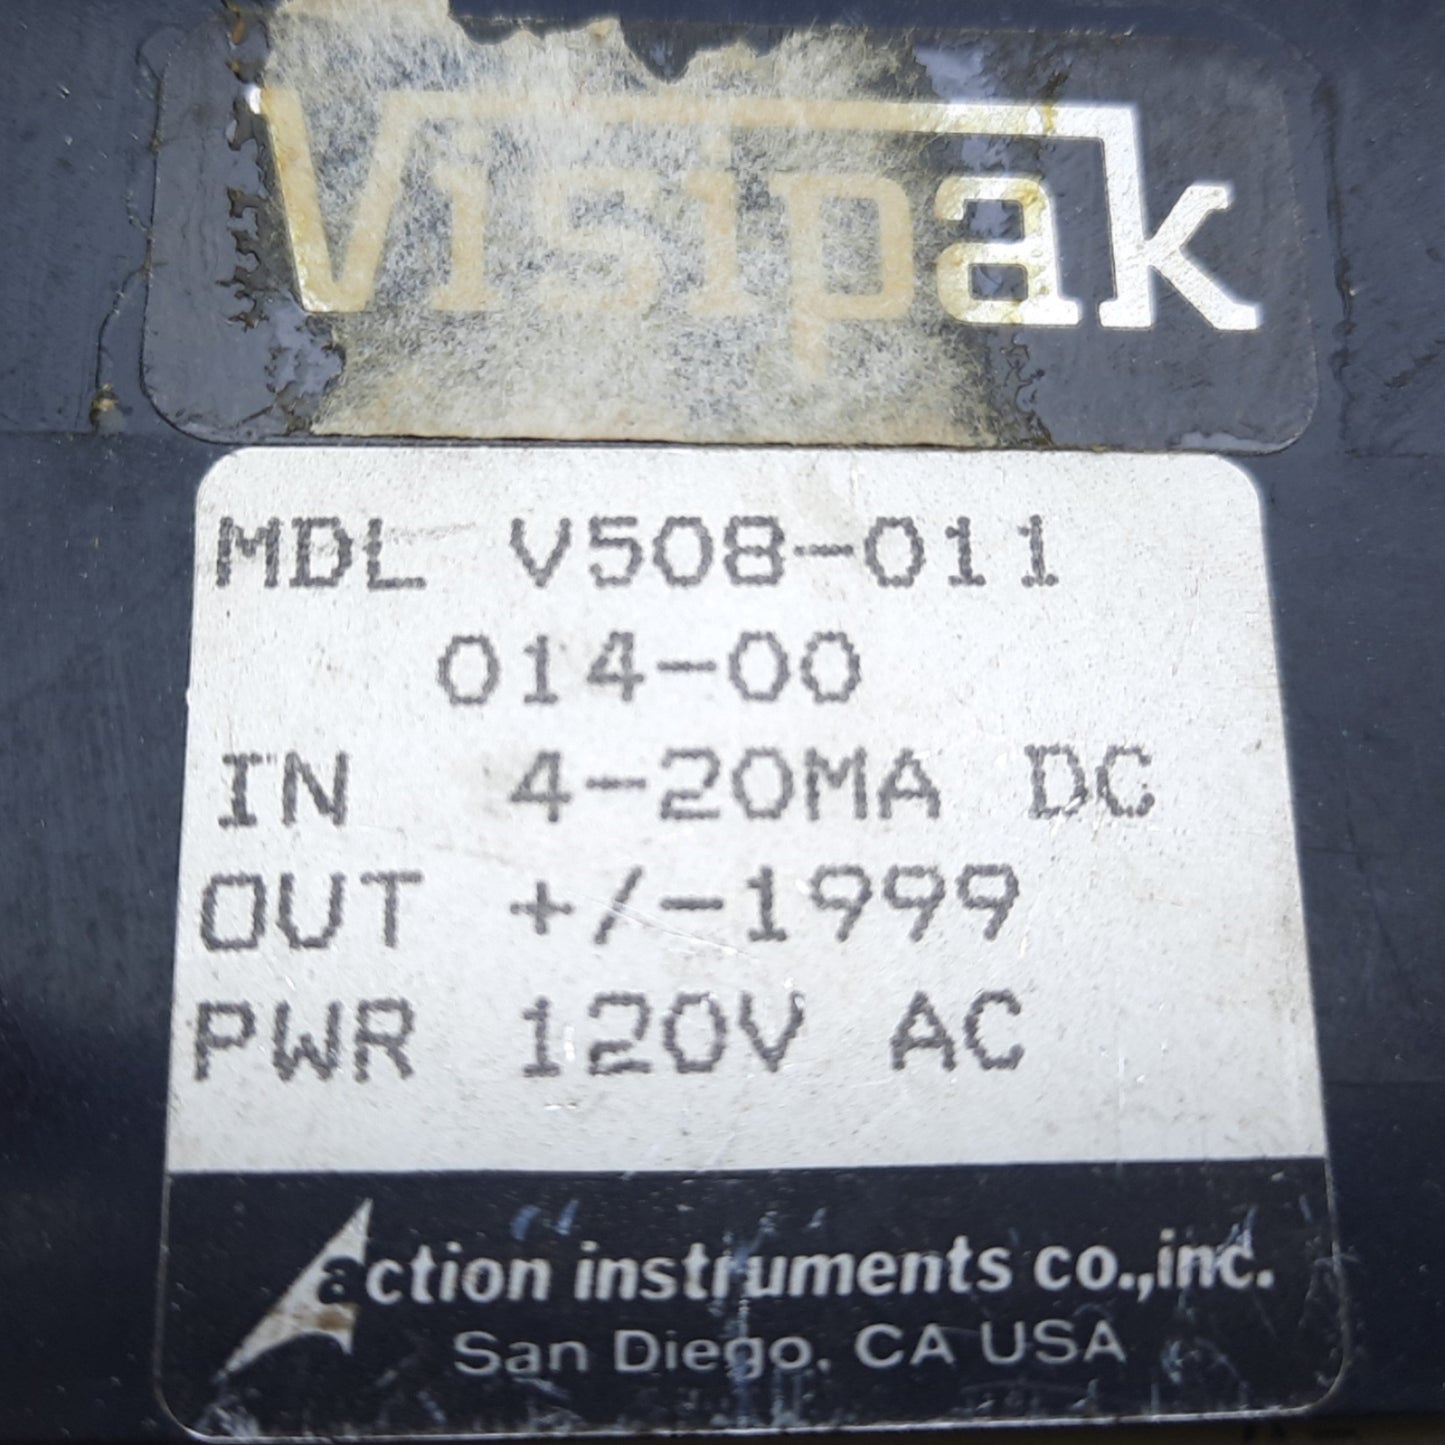 Visipak
MDL V508-011
014-00
IN 4-20MA DC
OUT +/-1999
PWR 120V AC
action instruments co.,inc.
San Diego, CA USA